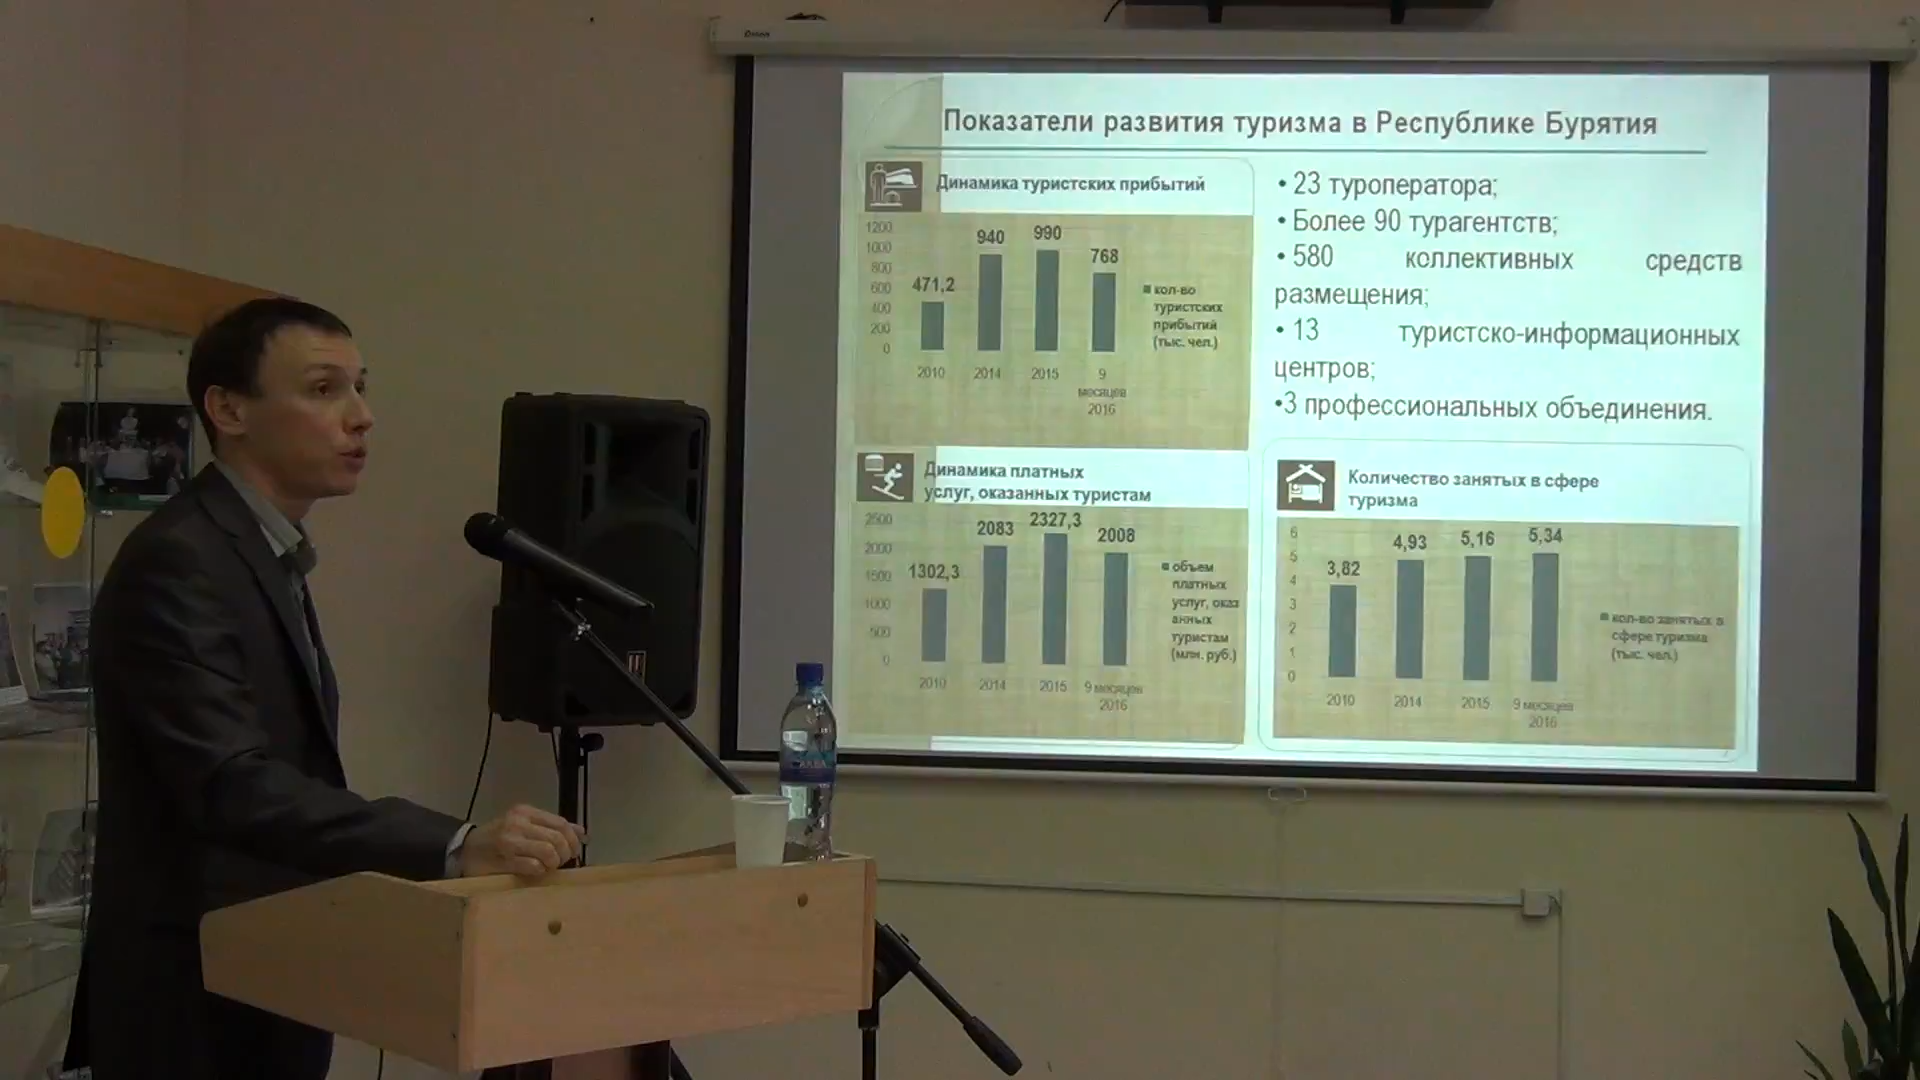 Показатели развития туризма в Республике Бурятия
Динамика туристских прибытий
1200
1000
800
600
400
200
0
471,2
940
990
768
2010
2014
2015
9
месяцев
2016
кол-во
туристских
прибытий
(тыс. чел.)
• 23 туроператора;
• Более 90 турагентств;
• 580 коллективных средств
размещения;
• 13 туристско-информационных
центров;
•3 профессиональных объединения.
Динамика платных
услуг, оказанных туристам
2500
2000
1500
1000
500
0
1302,3
2083
2327,3
2008
2010
2014
2015
9 месяцев
2016
объем
платных
услуг, оказ
анных
туристам
(млн. руб.)
Количество занятых в сфере
туризма
6
5
4
3
2
1
0
3,82
4,93
5,16
5,34
2010
2014
2015
9 месяцев
2016
кол-во занятых в
сфере туризма
(тыс. чел.)